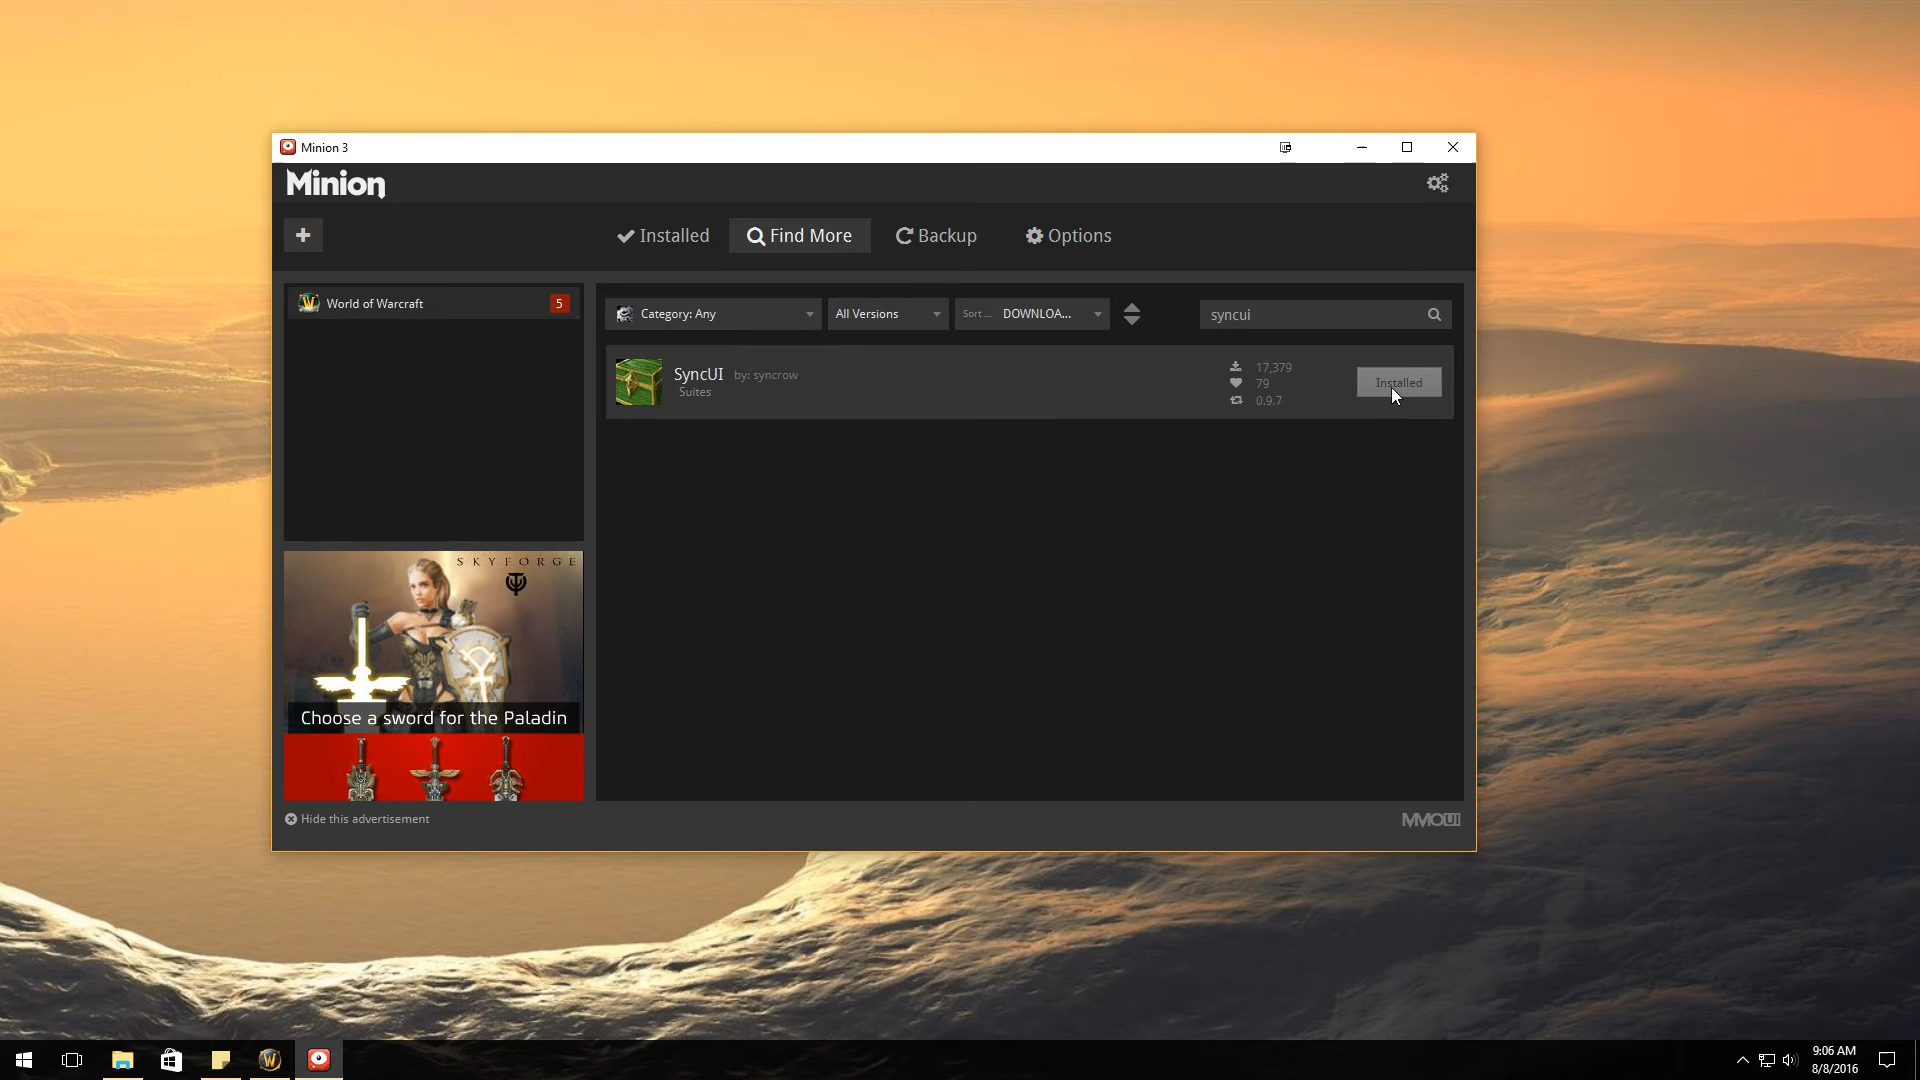 Minion 3
Minion
Installed
Find More
Backup
Options
World of Warcraft
5
Category: Any
All Versions
Sort ...
DOWNLOA...
syncui
SyncUI
by: syncrow
Suites
17,379
79
0.9.7
Installed
SKYFORGE
Choose a sword for the Paladin
Hide this advertisement
MMOUI
9:06 AM
8/8/2016